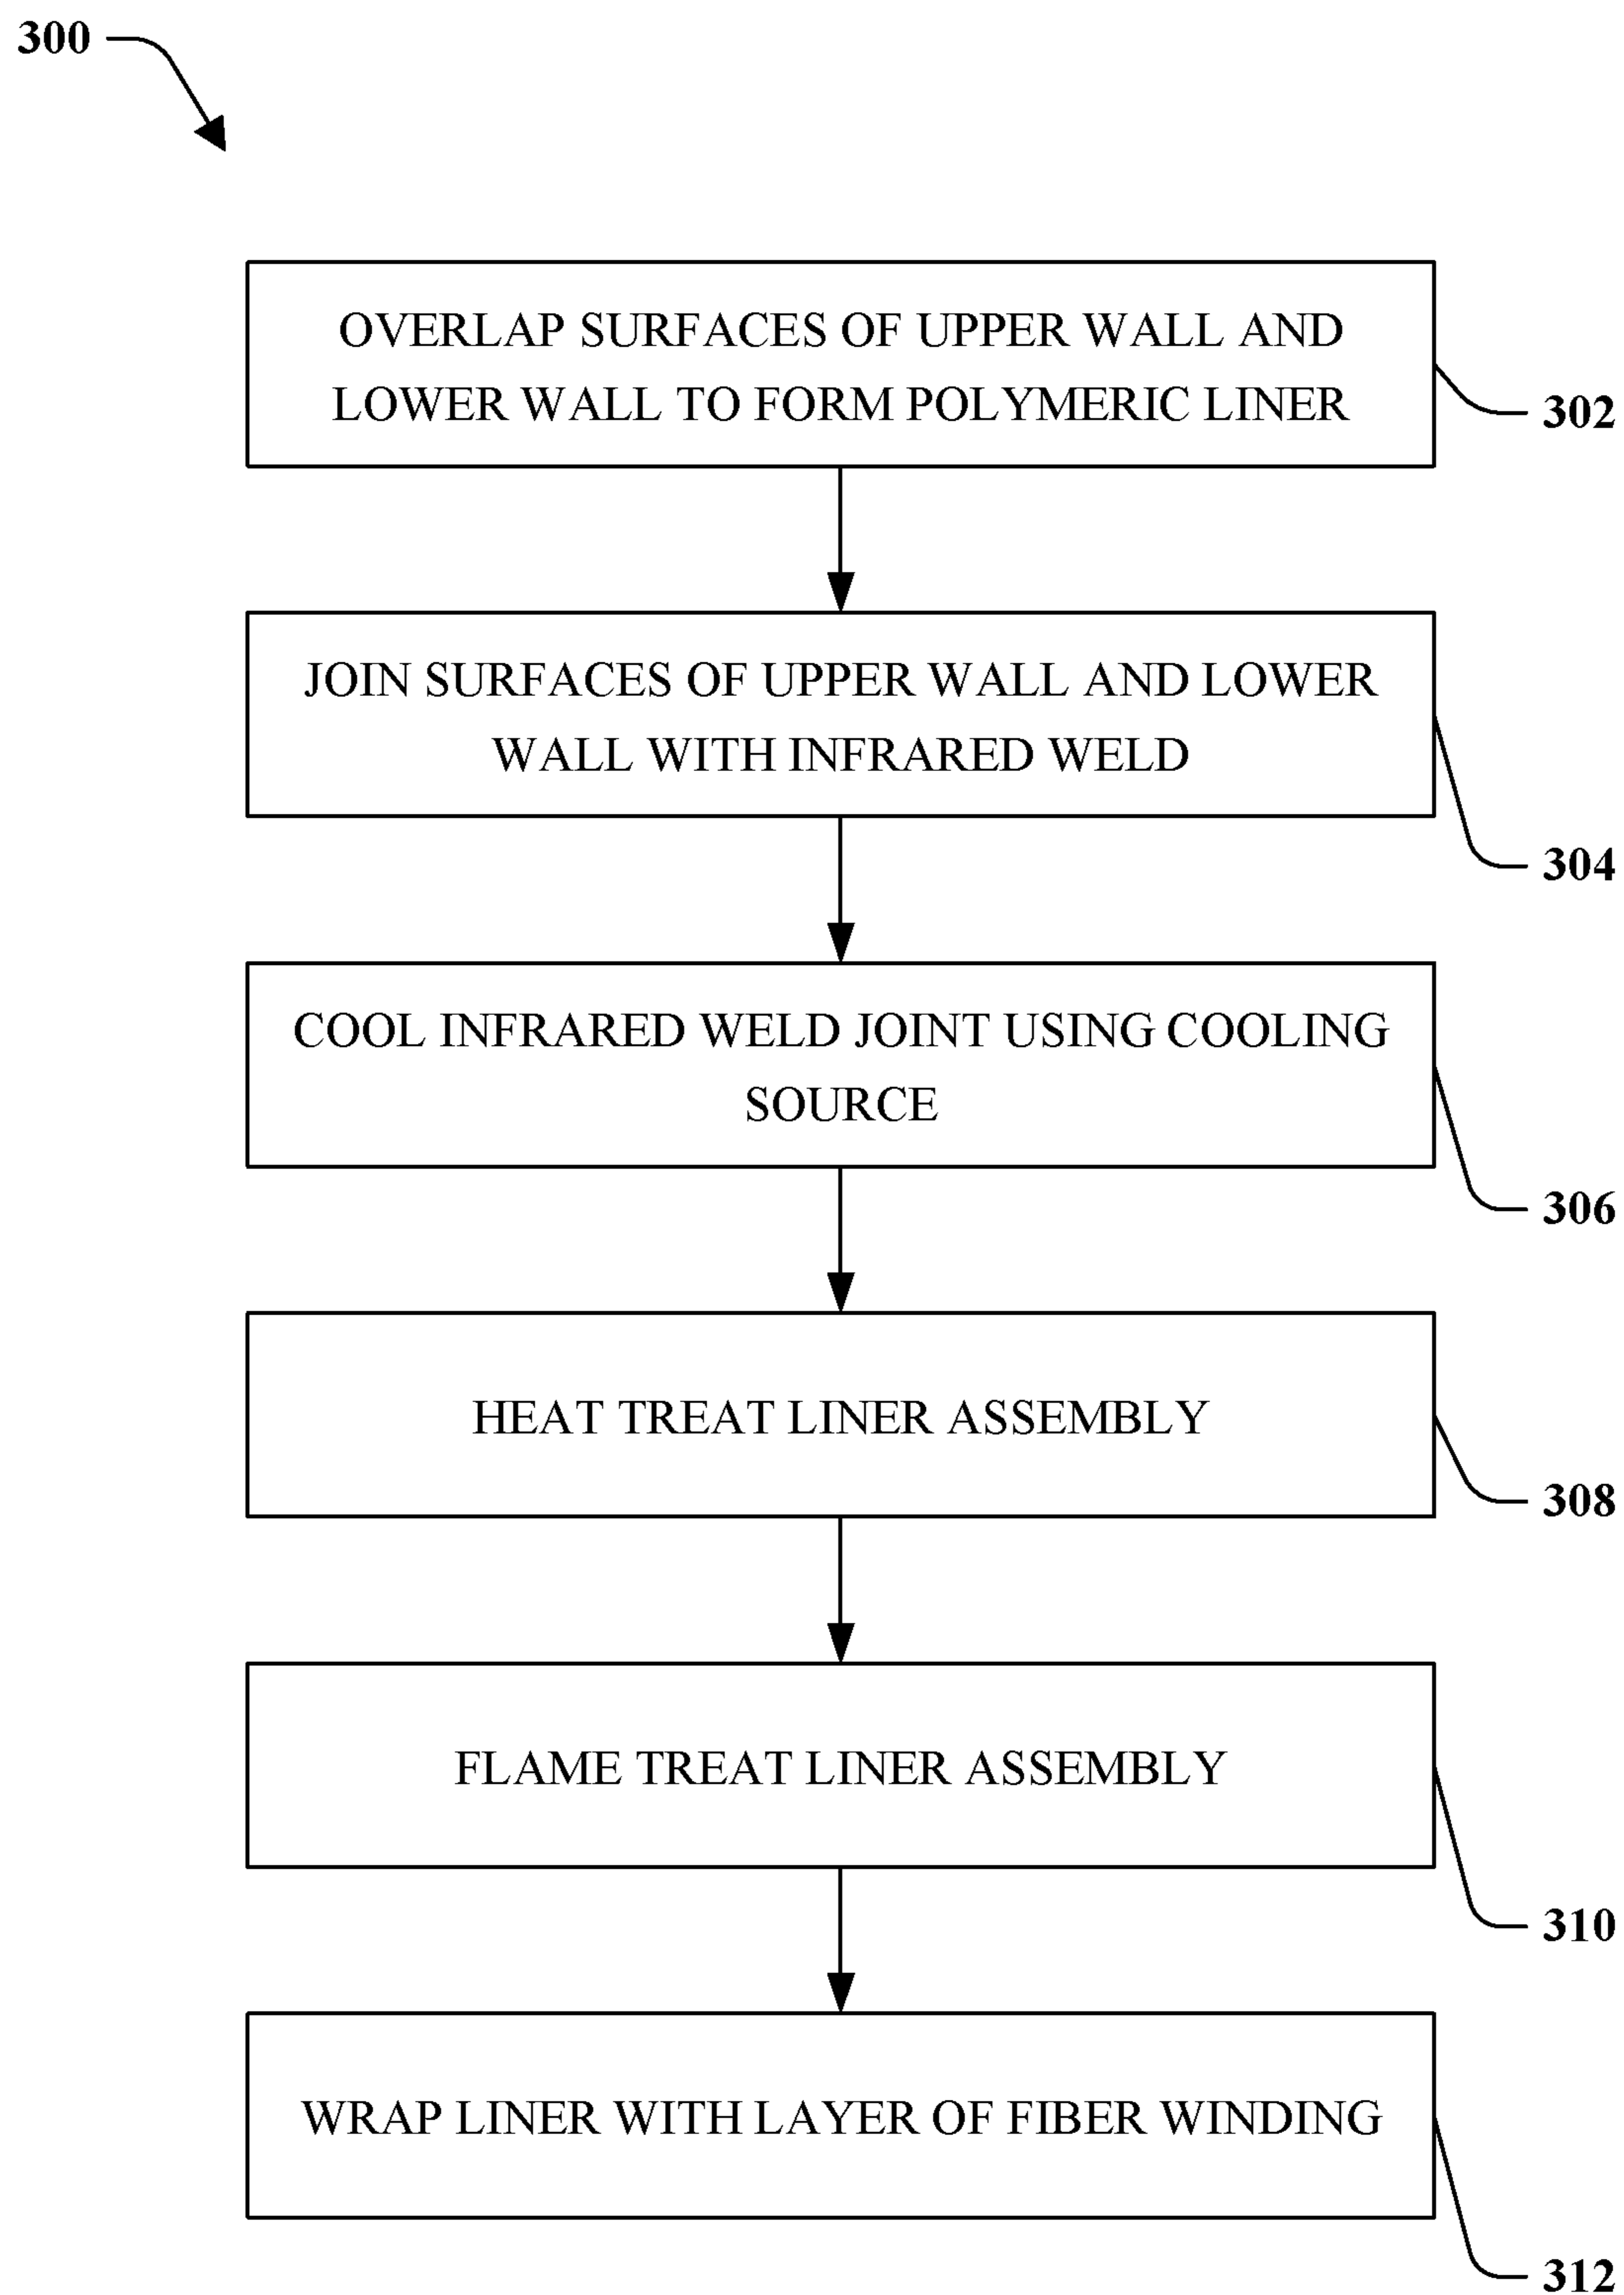 300
OVERLAP SURFACES OF UPPER WALL AND
LOWER WALL TO FORM POLYMERIC LINER
302
JOIN SURFACES OF UPPER WALL AND LOWER
WALL WITH INFRARED WELD
304
COOL INFRARED WELD JOINT USING COOLING
SOURCE
306
HEAT TREAT LINER ASSEMBLY
308
FLAME TREAT LINER ASSEMBLY
310
WRAP LINER WITH LAYER OF FIBER WINDING
312